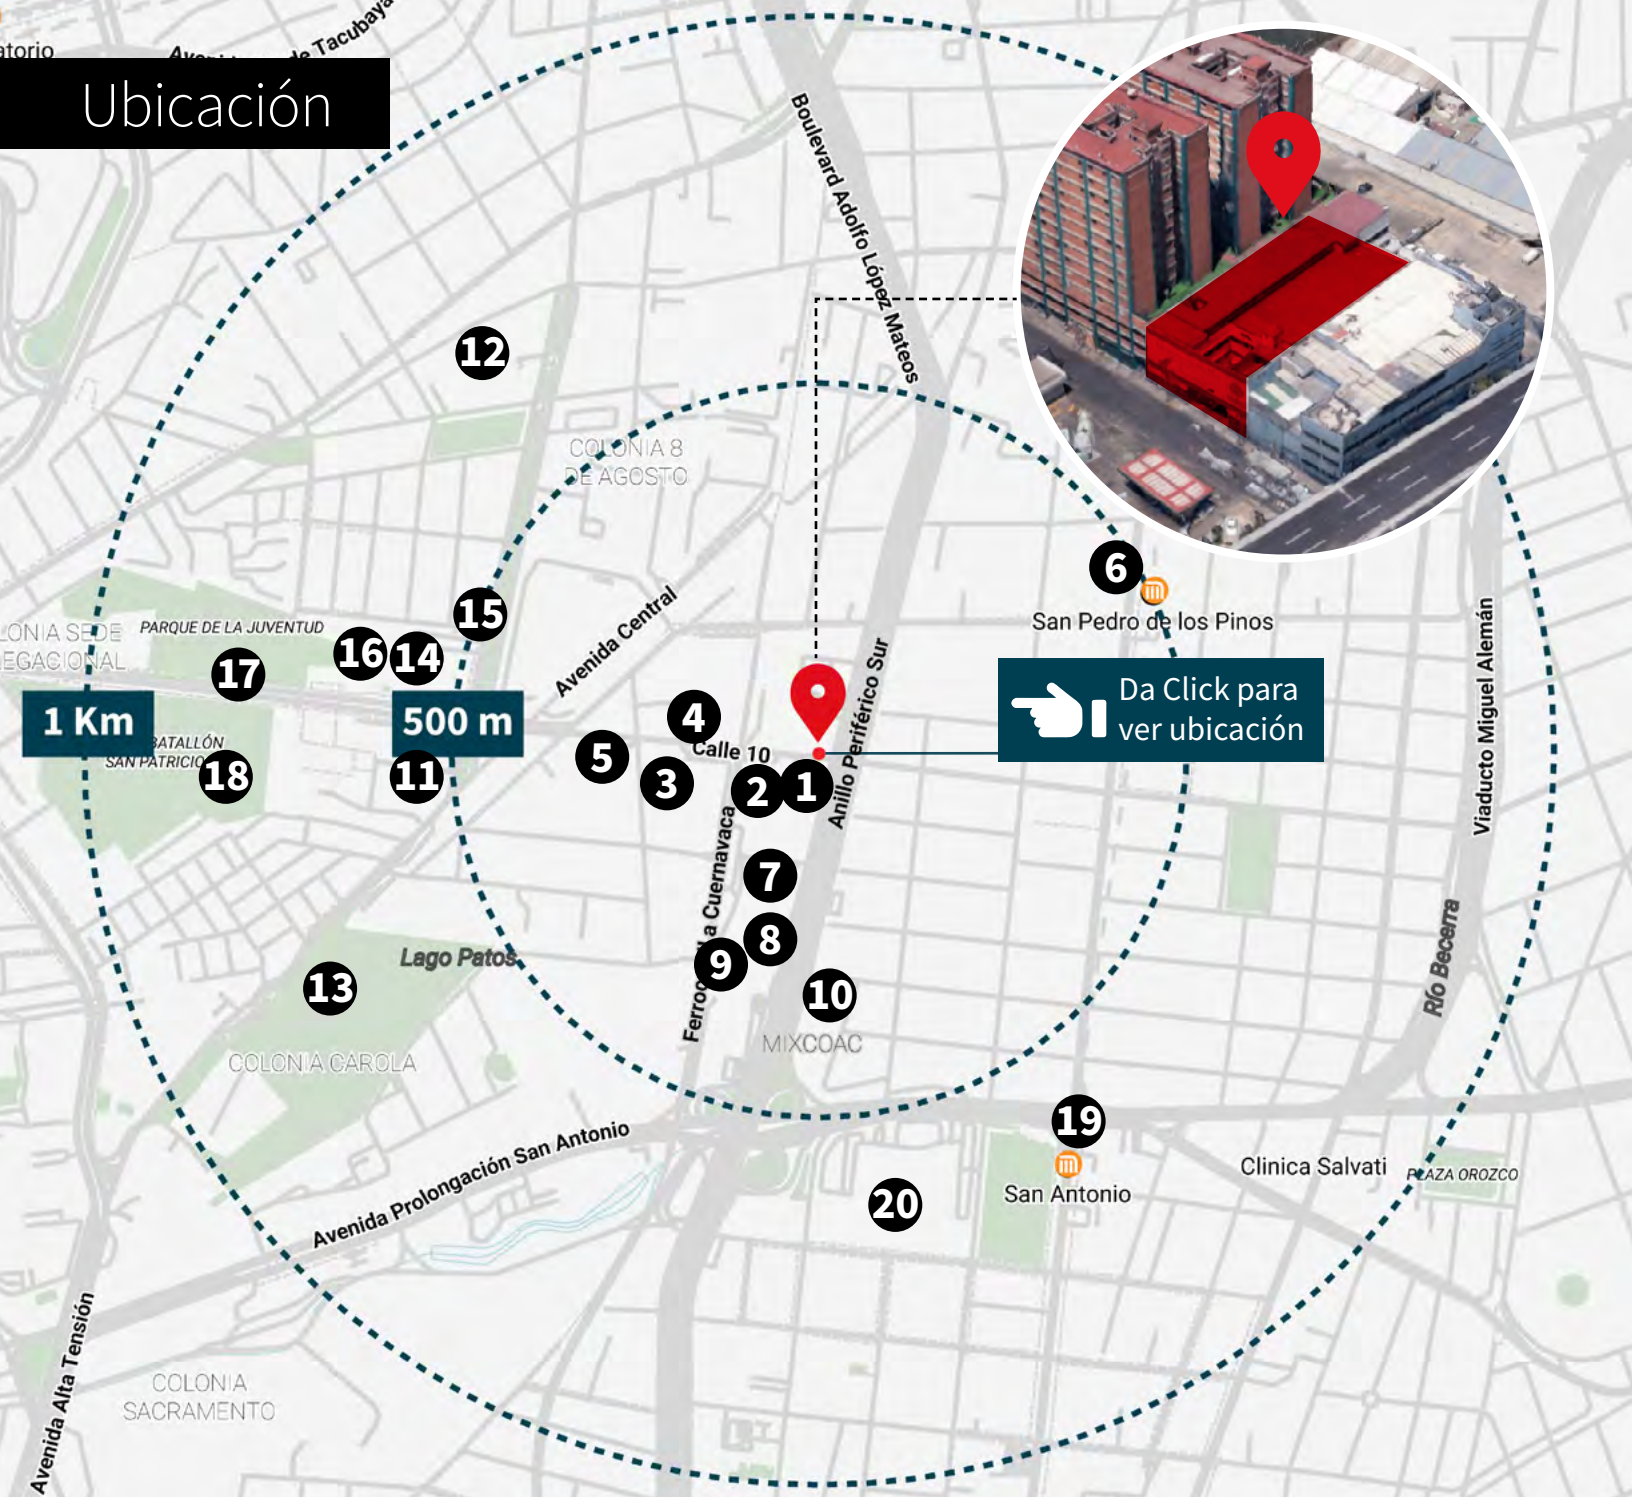 atorio
Ubicación
Boulevard Adolfo López Mateos
12
COLONIA 8
DE AGOSTO
6
San Pedro de los Pinos
15
Avenida Central
PARQUE DE LA JUVENTUD
16
14
17
1 Km
500 m
BATALLÓN
SAN PATRICIO
18
11
4
Calle 10
5
3
2
1
Anillo Periférico Sur
Da Click para
ver ubicación
Viaducto Miguel Alemán
7
8
9
10
MIXCOAC
a Cuernavaca
Río Becerra
Lago Patos
13
COLONIA CAROLA
Avenida Prolongación San Antonio
19
San Antonio
20
Clinica Salvati
PLAZA OROZCO
Avenida Alta Tensión
COLONIA
SACRAMENTO